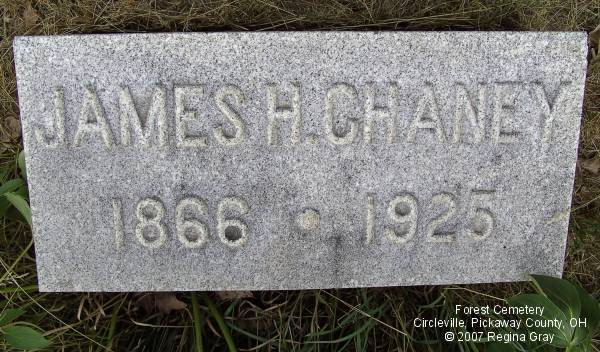 JAMES H. CHANEY
1866 • 1925
Forest Cemetery
Circleville, Pickaway County, OH
© 2007 Regina Gray